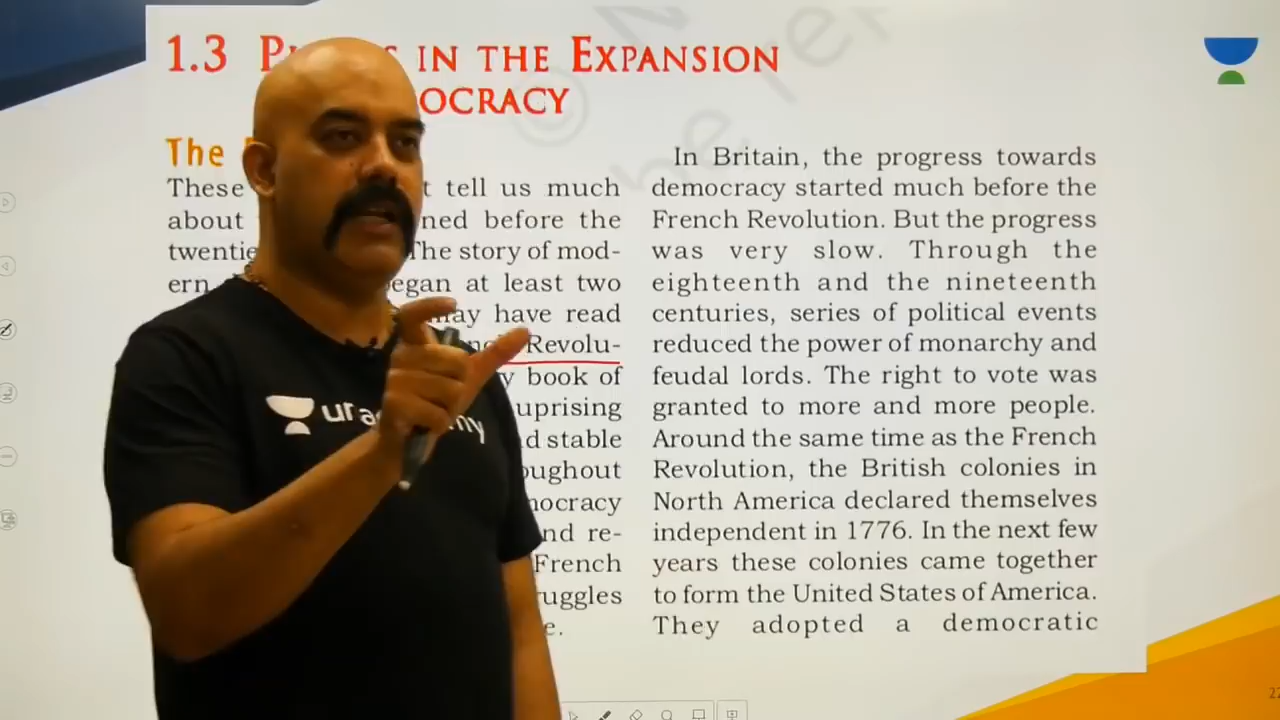 1.3 IN THE EXPANSION
OCRACY
The
These tell us much
about ned before the
twentie The story of mod-
ern egan at least two
may have read
Revolu-
y book of
uprising
d stable
oughout
ocracy
nd re-
French
uggles
e.
In Britain, the progress towards
democracy started much before the
French Revolution. But the progress
was very slow. Through the
eighteenth and the nineteenth
centuries, series of political events
reduced the power of monarchy and
feudal lords. The right to vote was
granted to more and more people.
Around the same time as the French
Revolution, the British colonies in
North America declared themselves
independent in 1776. In the next few
years these colonies came together
to form the United States of America.
They adopted a democratic
© N
he re
22